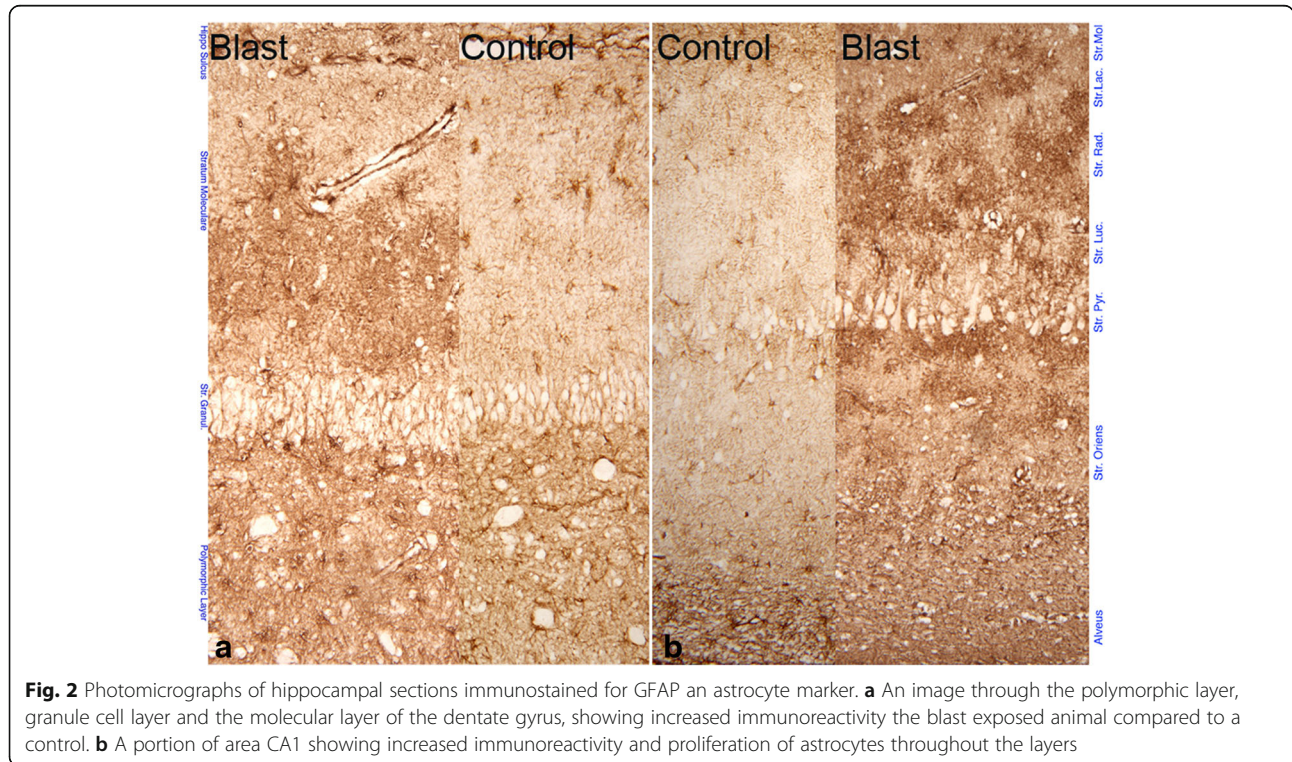 Blast
Control
Control
Blast
Hippo Sulcus
Stratum Moleculare
Str. Granul.
Polymorphic Layer
Str.Mol
Str.Lac.
Str. Rad.
Str. Luc.
Str. Pyr.
Str. Oriens
Alveus
a
b
Fig. 2 Photomicrographs of hippocampal sections immunostained for GFAP an astrocyte marker. a An image through the polymorphic layer,
granule cell layer and the molecular layer of the dentate gyrus, showing increased immunoreactivity the blast exposed animal compared to a
control. b A portion of area CA1 showing increased immunoreactivity and proliferation of astrocytes throughout the layers